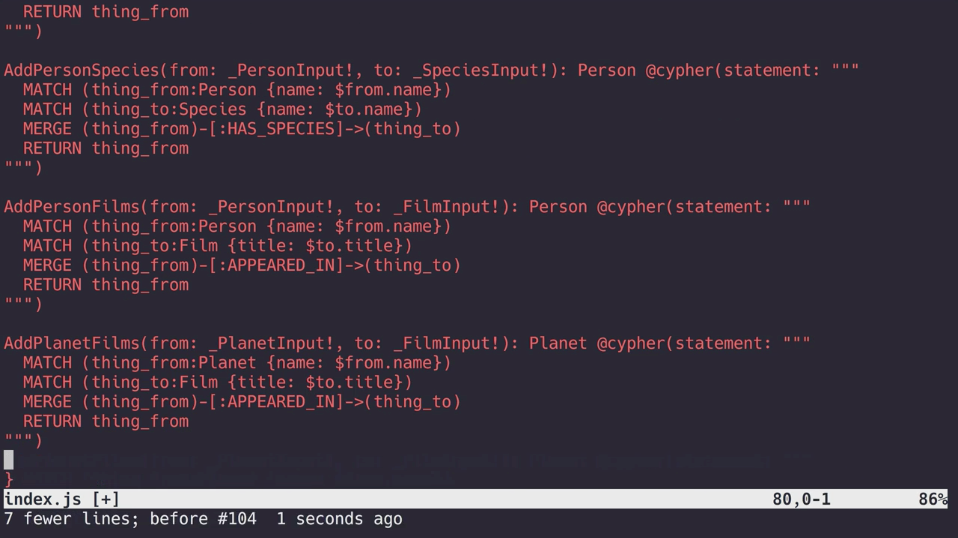 RETURN thing_from
""")
AddPersonSpecies(from: _PersonInput!, to: _SpeciesInput!): Person @cypher(statement: """
MATCH (thing_from:Person {name: $from.name})
MATCH (thing_to:Species {name: $to.name})
MERGE (thing_from)-[:HAS_SPECIES]->(thing_to)
RETURN thing_from
""")
AddPersonFilms(from: _PersonInput!, to: _FilmInput!): Person @cypher(statement: """
MATCH (thing_from:Person {name: $from.name})
MATCH (thing_to:Film {title: $to.title})
MERGE (thing_from)-[:APPEARED_IN]->(thing_to)
RETURN thing_from
""")
AddPlanetFilms(from: _PlanetInput!, to: _FilmInput!): Planet @cypher(statement: """
MATCH (thing_from:Planet {name: $from.name})
MATCH (thing_to:Film {title: $to.title})
MERGE (thing_from)-[:APPEARED_IN]->(thing_to)
RETURN thing_from
""")
}
index.js [+] 80,0-1 86%
7 fewer lines; before #104 1 seconds ago